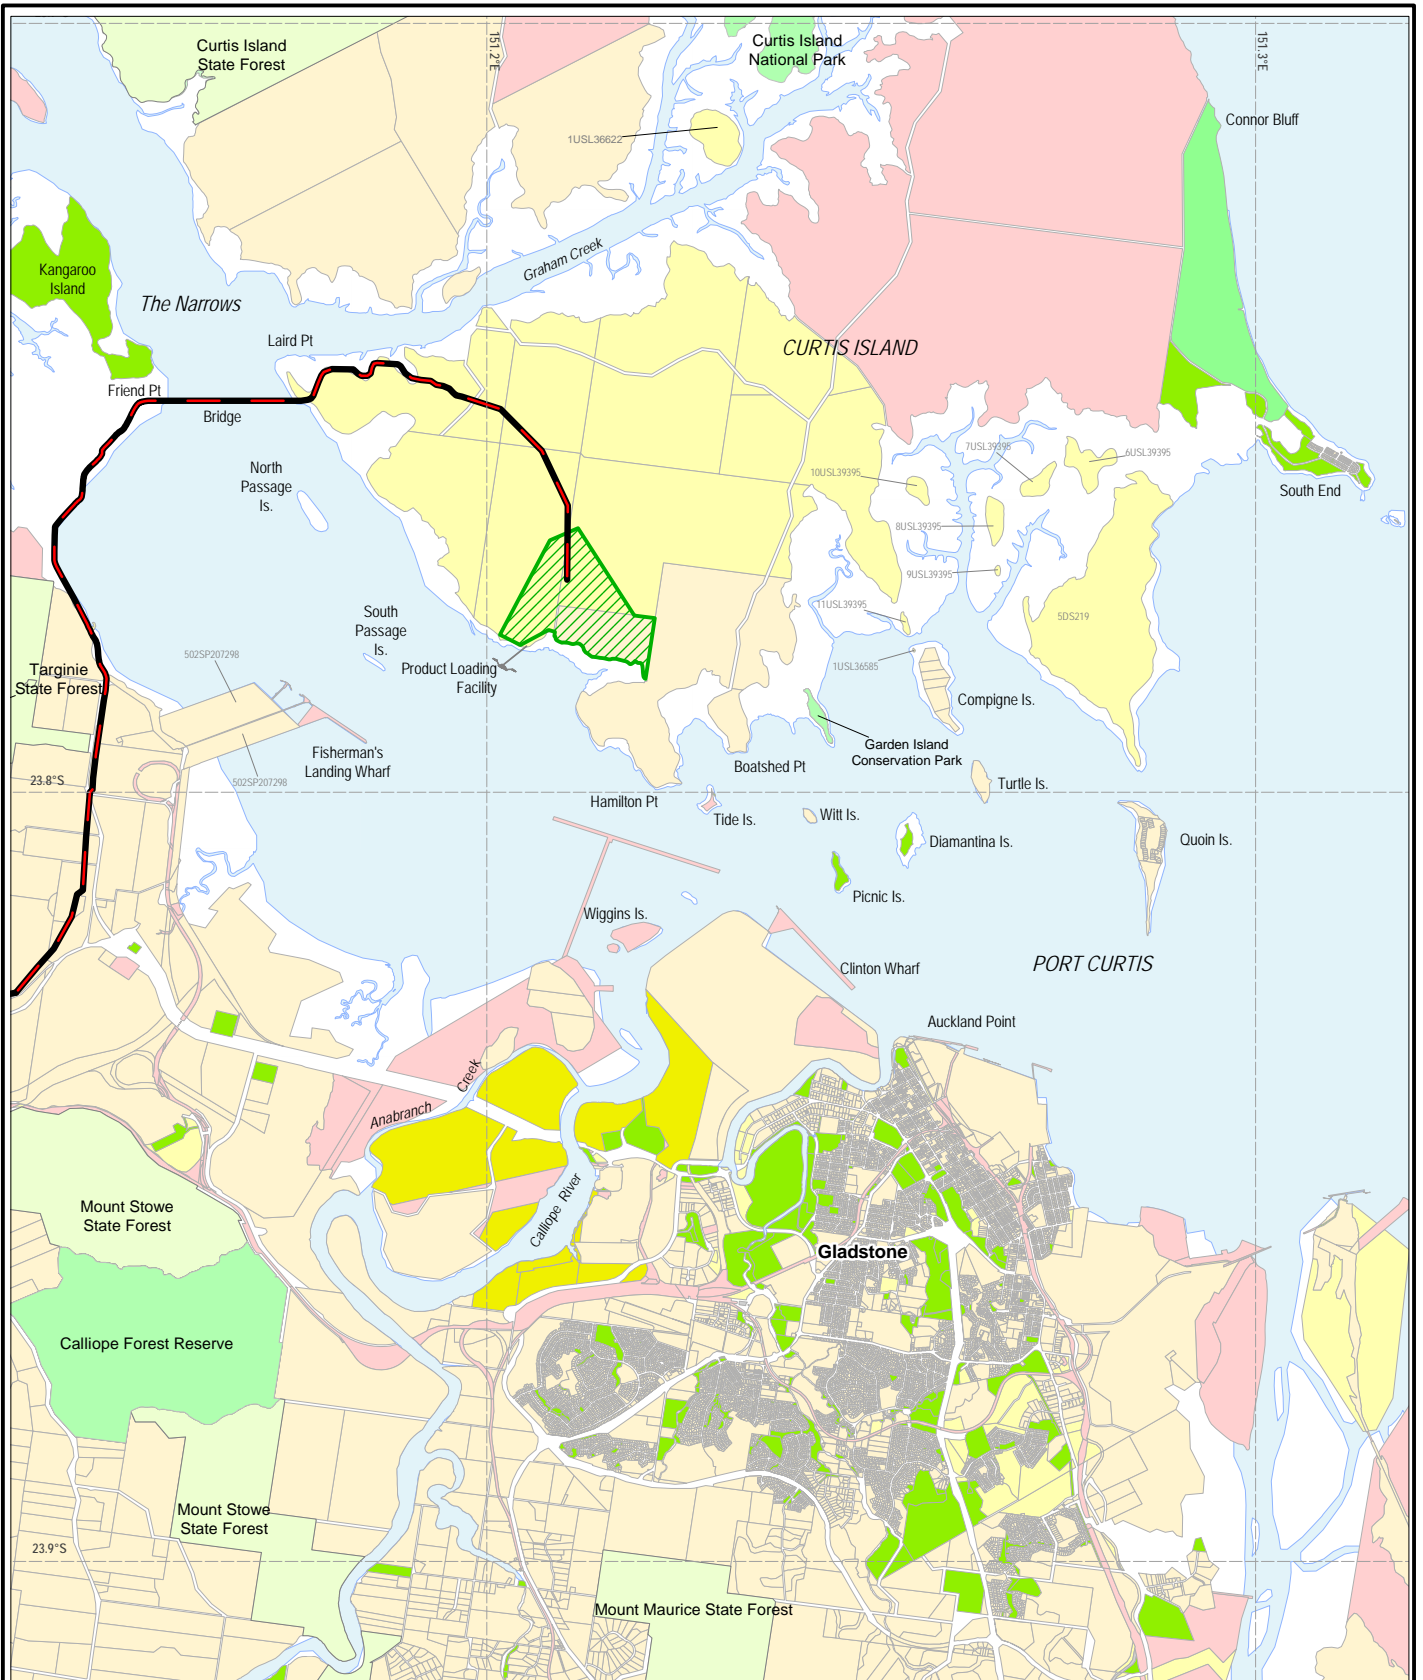 Curtis Island
State Forest
151.2°E
Curtis Island
National Park
151.3°E
Connor Bluff
1USL36622
Graham Creek
Kangaroo
Island
The Narrows
Laird Pt
CURTIS ISLAND
Friend Pt
Bridge
7USL39395
6USL39395
North
Passage
Is.
10USL39395
South End
8USL39395
9USL39395
11USL39395
5DS219
South
Passage
Is.
502SP207298
Product Loading
Facility
1USL36585
Targinie
State Forest
Compigne Is.
Fisherman's
Landing Wharf
Garden Island
Conservation Park
Boatshed Pt
502SP207298
23.8°S
Turtle Is.
Hamilton Pt
Tide Is.
Witt Is.
Diamantina Is.
Quoin Is.
Picnic Is.
Wiggins Is.
Clinton Wharf
PORT CURTIS
Auckland Point
Anabranch Creek
Mount Stowe
State Forest
Calliope River
Gladstone
Calliope Forest Reserve
Mount Stowe
State Forest
23.9°S
Mount Maurice State Forest